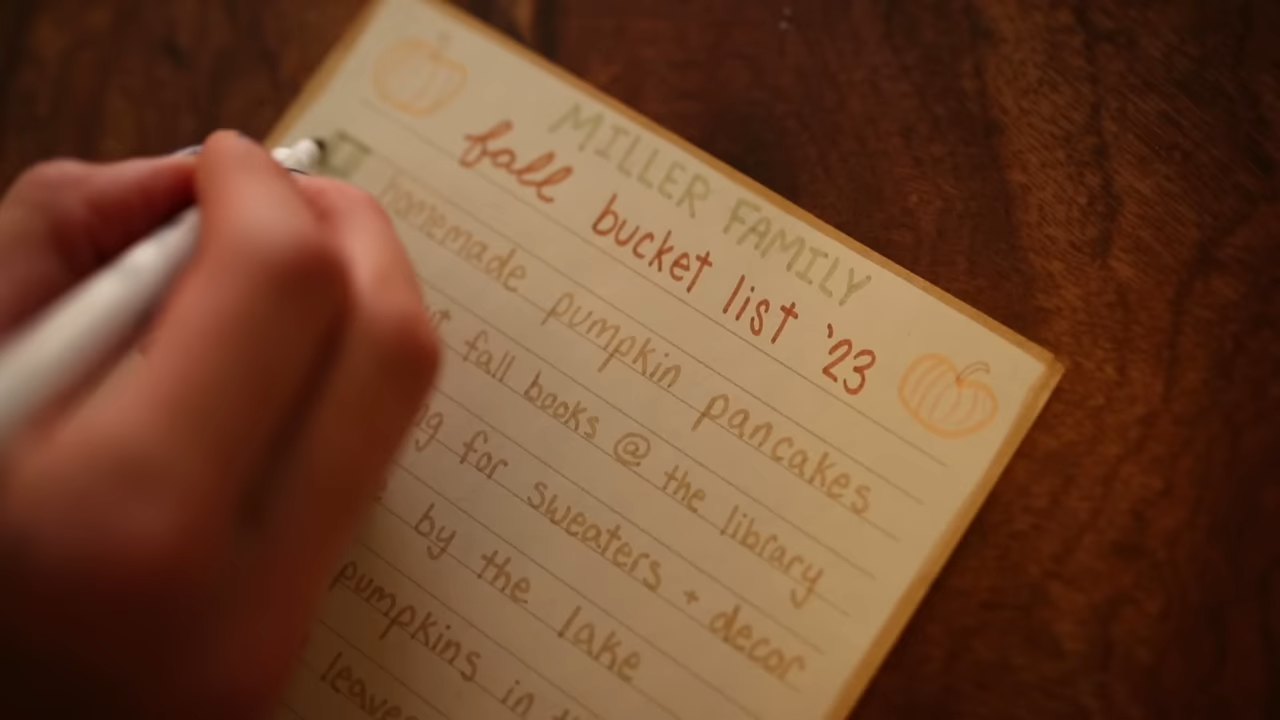 MILLER FAMILY
fall bucket list '23
homemade pumpkin pancakes
fall books @ the library
for sweaters + decor
by the lake
pumpkins in
leaves